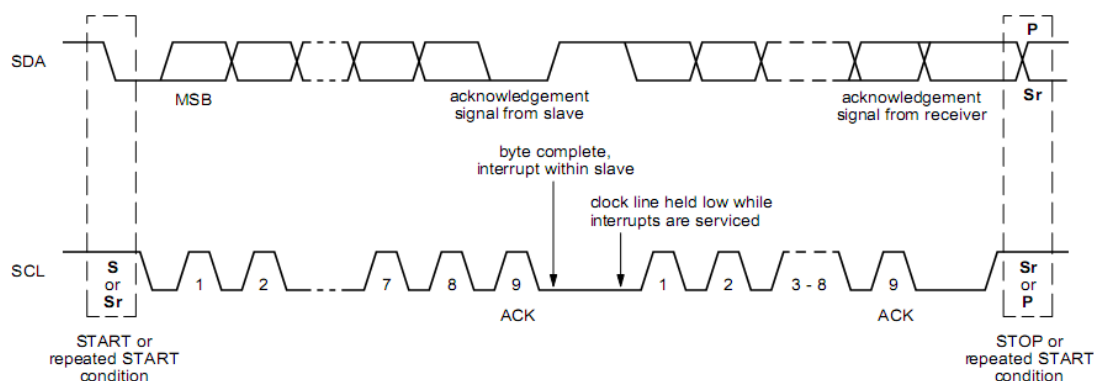 P
SDA
MSB
acknowledgement
signal from slave
acknowledgement
signal from receiver
Sr
byte complete,
interrupt within slave
clock line held low while
interrupts are serviced
SCL
S
or
Sr
1
2
7
8
9
1
2
3 - 8
9
Sr
or
P
ACK
ACK
START or
repeated START
condition
STOP or
repeated START
condition